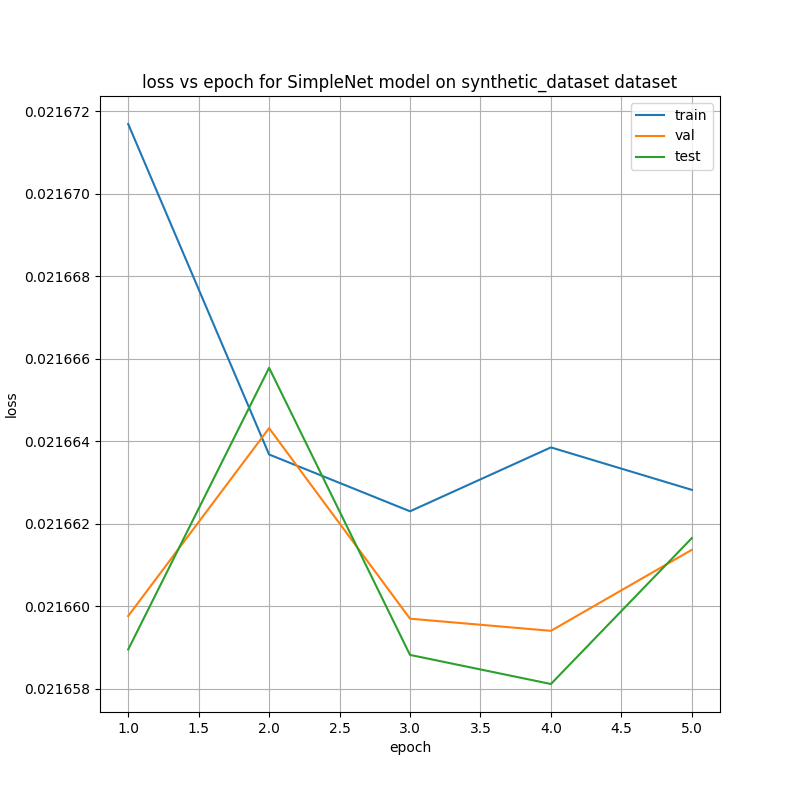 loss vs epoch for SimpleNet model on synthetic_dataset dataset
train
val
test
0.021672
0.021670
0.021668
0.021666
0.021664
0.021662
0.021660
0.021658
loss
1.0 1.5 2.0 2.5 3.0 3.5 4.0 4.5 5.0
epoch